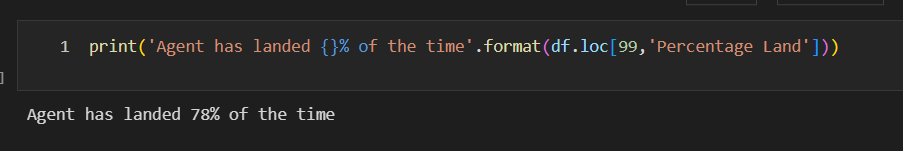 1 print('Agent has landed {}% of the time'.format(df.loc[99,'Percentage Land']))
]
Agent has landed 78% of the time